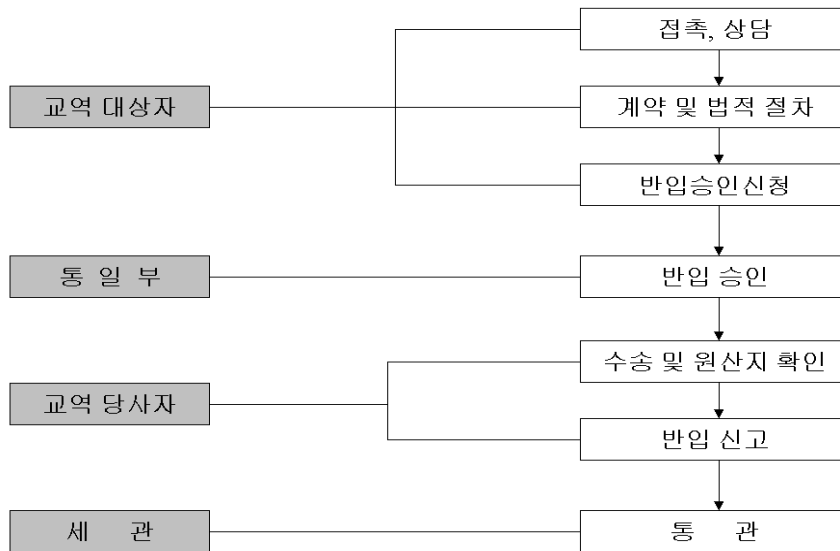 접촉, 상담
교역 대상자
계약 및 법적 절차
반입승인신청
통 일 부
반입 승인
수송 및 원산지 확인
교역 당사자
반입 신고
세 관
통 관